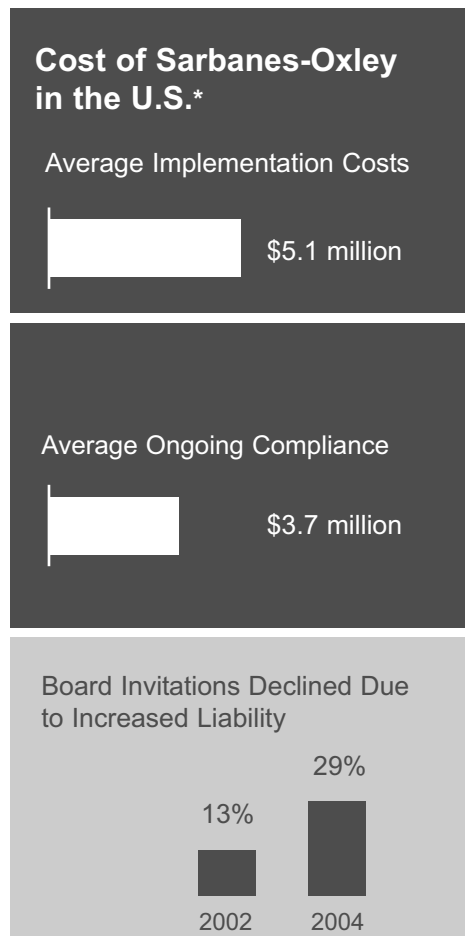 Cost of Sarbanes-Oxley
in the U.S.*
Average Implementation Costs
$5.1 million
Average Ongoing Compliance
$3.7 million
Board Invitations Declined Due
to Increased Liability
29%
13%
2002 2004